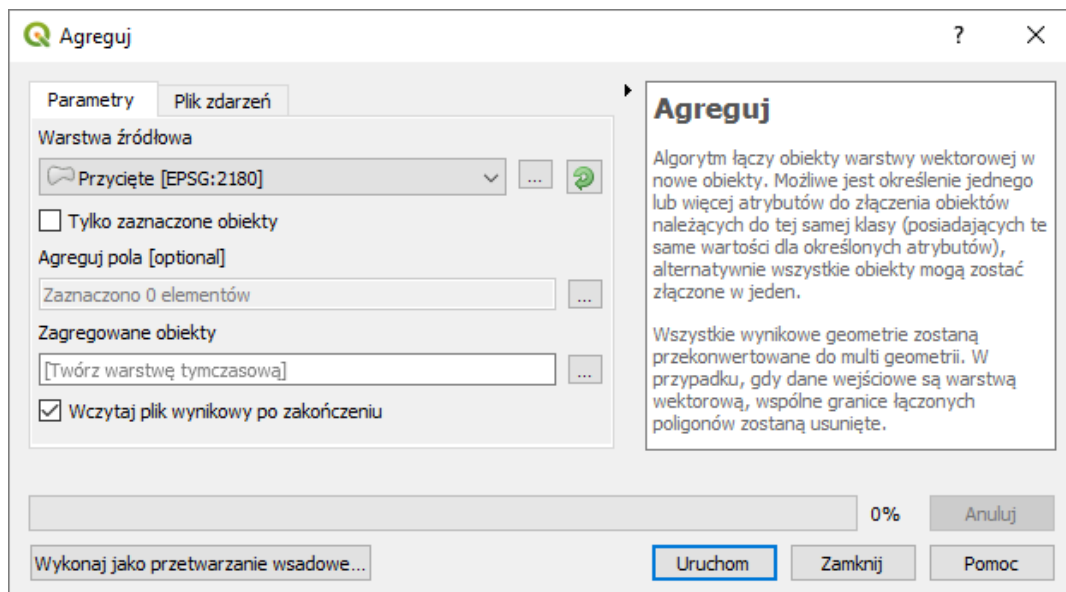 Agreguj
?
Parametry
Plik zdarzeń
Warstwa źródłowa
Przycięte [EPSG:2180]
...
Tylko zaznaczone obiekty
Agreguj pola [optional]
Zaznaczono 0 elementów
...
Zagregowane obiekty
[Twórz warstwę tymczasową]
...
Wczytaj plik wynikowy po zakończeniu
Agreguj
Algorytm łączy obiekty warstwy wektorowej w
nowe obiekty. Możliwe jest określenie jednego
lub więcej atrybutów do złączenia obiektów
należących do tej samej klasy (posiadających te
same wartości dla określonych atrybutów),
alternatywnie wszystkie obiekty mogą zostać
złączone w jeden.
Wszystkie wynikowe geometrie zostaną
przekonwertowane do multi geometrii. W
przypadku, gdy dane wejściowe są warstwą
wektorową, wspólne granice łączonych
poligonów zostaną usunięte.
0%
Anuluj
Wykonaj jako przetwarzanie wsadowe...
Uruchom
Zamknij
Pomoc